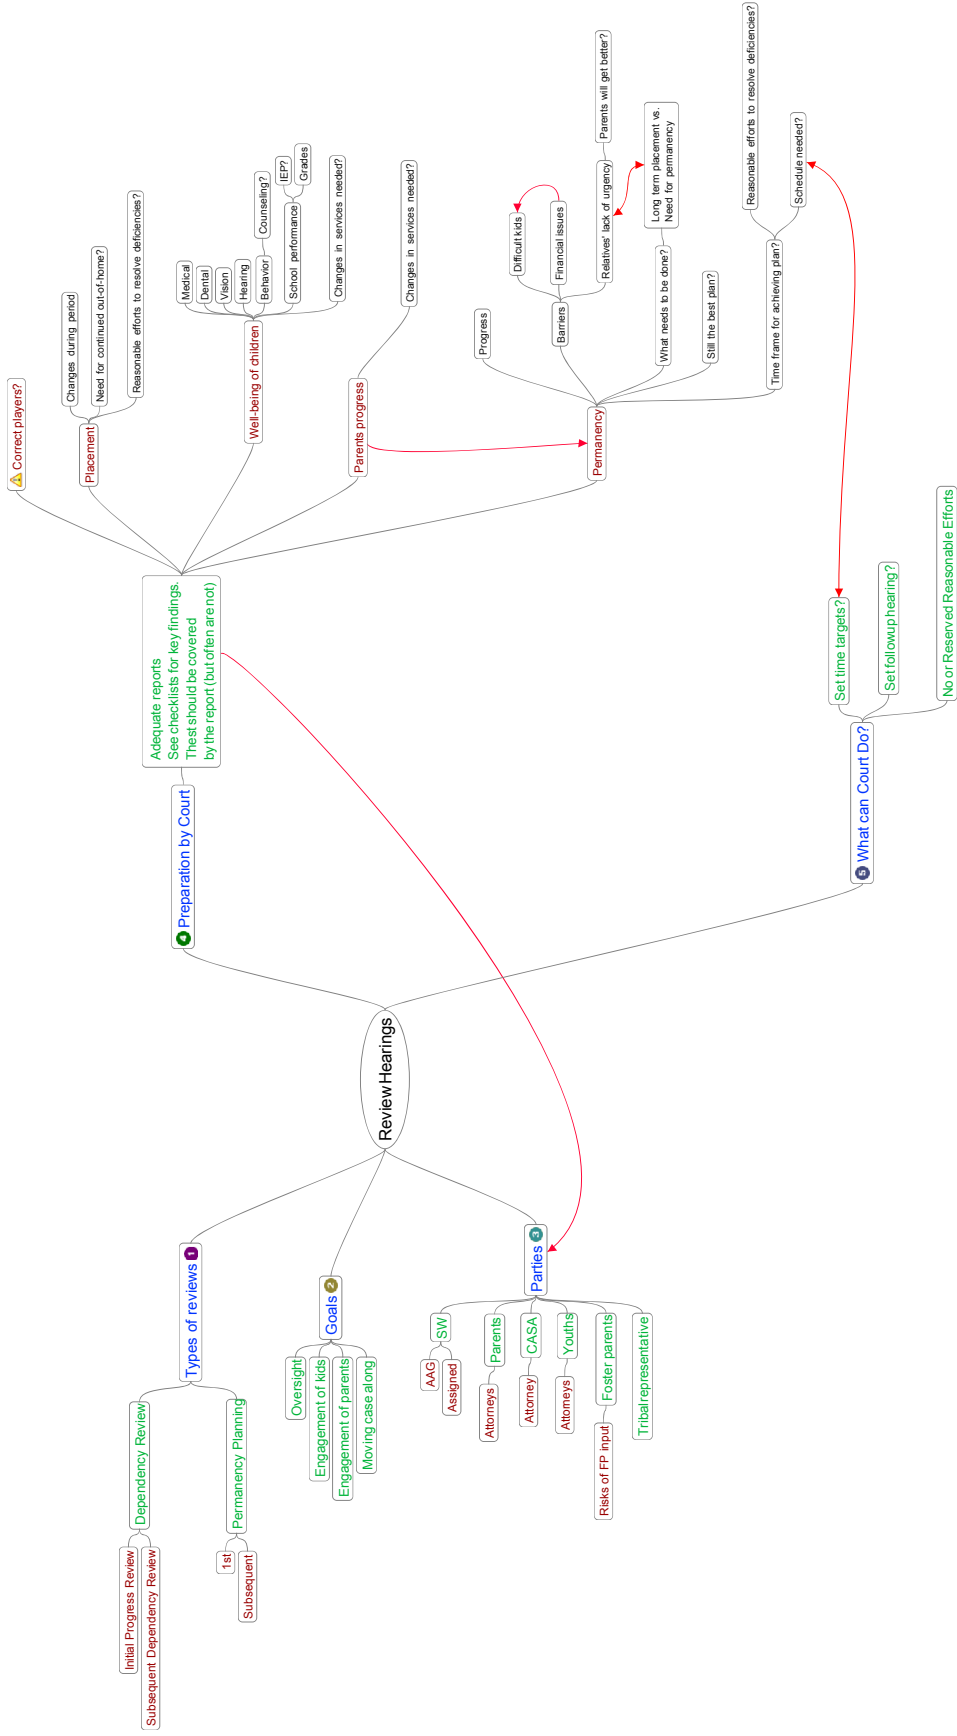 Review Hearings
1
Types of reviews
Dependency Review
Initial Progress Review
Subsequent Dependency Review
Permanency Planning
1st
Subsequent
2
Goals
Oversight
Engagement of kids
Engagement of parents
Moving case along
3
Parties
SW
AAG
Assigned
Parents
Attorneys
CASA
Attorney
Youths
Attorneys
Foster parents
Risks of FP input
Tribal representative
4
Preparation by Court
Adequate reports
See checklists for key findings.
Thest should be covered
by the report (but often are not)
Correct players?
Placement
Changes during period
Need for continued out-of-home?
Reasonable efforts to resolve deficiencies?
Well-being of children
Medical
Dental
Vision
Hearing
Behavior
Counseling?
School performance
IEP?
Grades
Changes in services needed?
Parents progress
Changes in services needed?
Permanency
Progress
Barriers
Difficult kids
Financial issues
Relatives' lack of urgency
Parents will get better?
What needs to be done?
Long term placement vs.
Need for permanency
Still the best plan?
Time frame for achieving plan?
Reasonable efforts to resolve deficiencies?
Schedule needed?
5
What can Court Do?
Set time targets?
Set followup hearing?
No or Reserved Reasonable Efforts